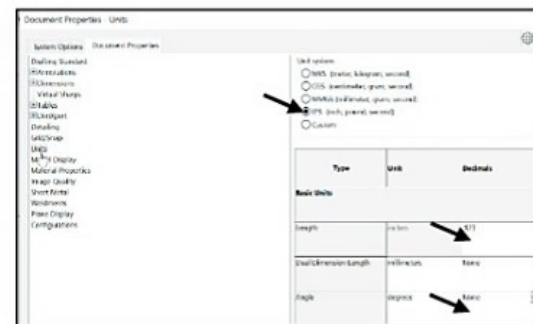 Document Properties Units
System Options Document Properties
Drafting Standard
Annotations
Dimensions
Virtual Sharps
Tables
DimXpert
Detailing
Grid/Snap
Units
Model Display
Material Properties
Image Quality
Sheet Metal
Weldments
Plane Display
Configurations
Unit system
MKS (meter, kilogram, second)
CGS (centimeter, gram, second)
MMGS (millimeter, gram, second)
IPS (inch, pound, second)
Custom
Type Unit Decimals
Basic Units
Length inches .123
Dual Dimension Length millimeters None
Angle degrees None